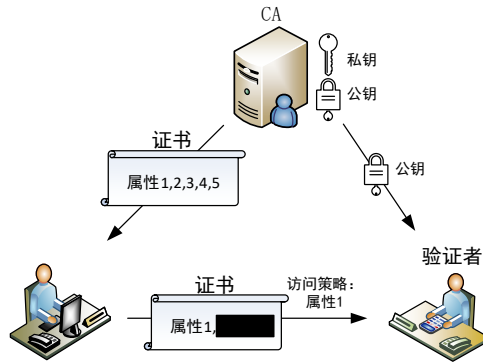 CA
私钥
公钥
证书
属性1,2,3,4,5
公钥
验证者
证书
访问策略：
属性1
属性1,